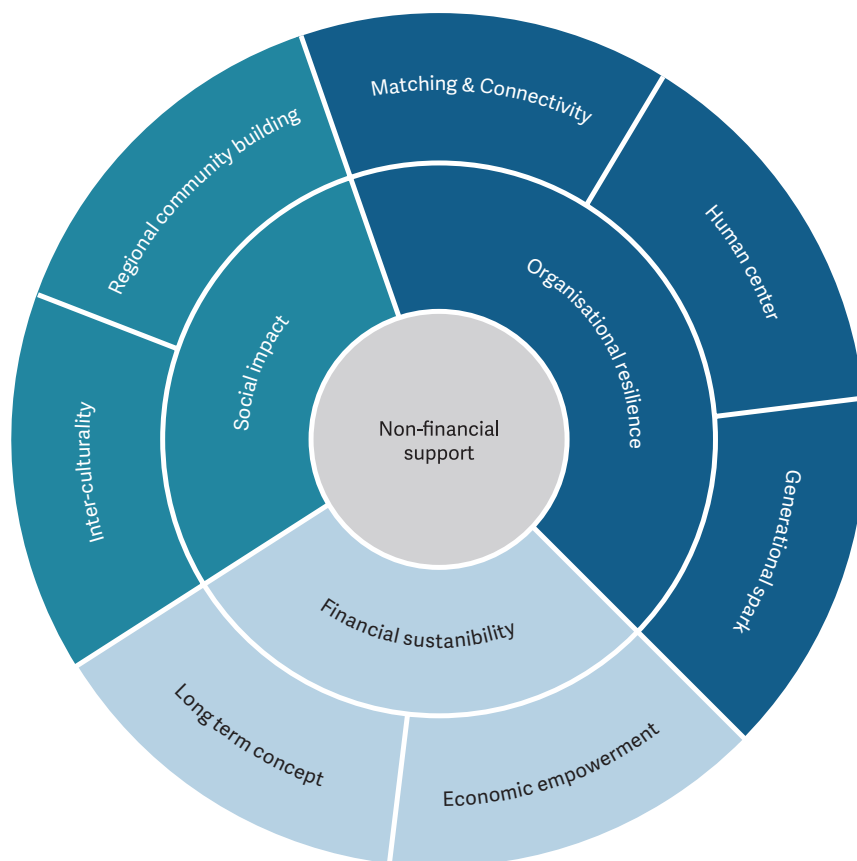 Matching & Connectivity
Human center
Generational spark
Economic empowerment
Long term concept
Inter-culturality
Regional community building
Organisational resilience
Financial sustanibility
Social impact
Non-financial
support